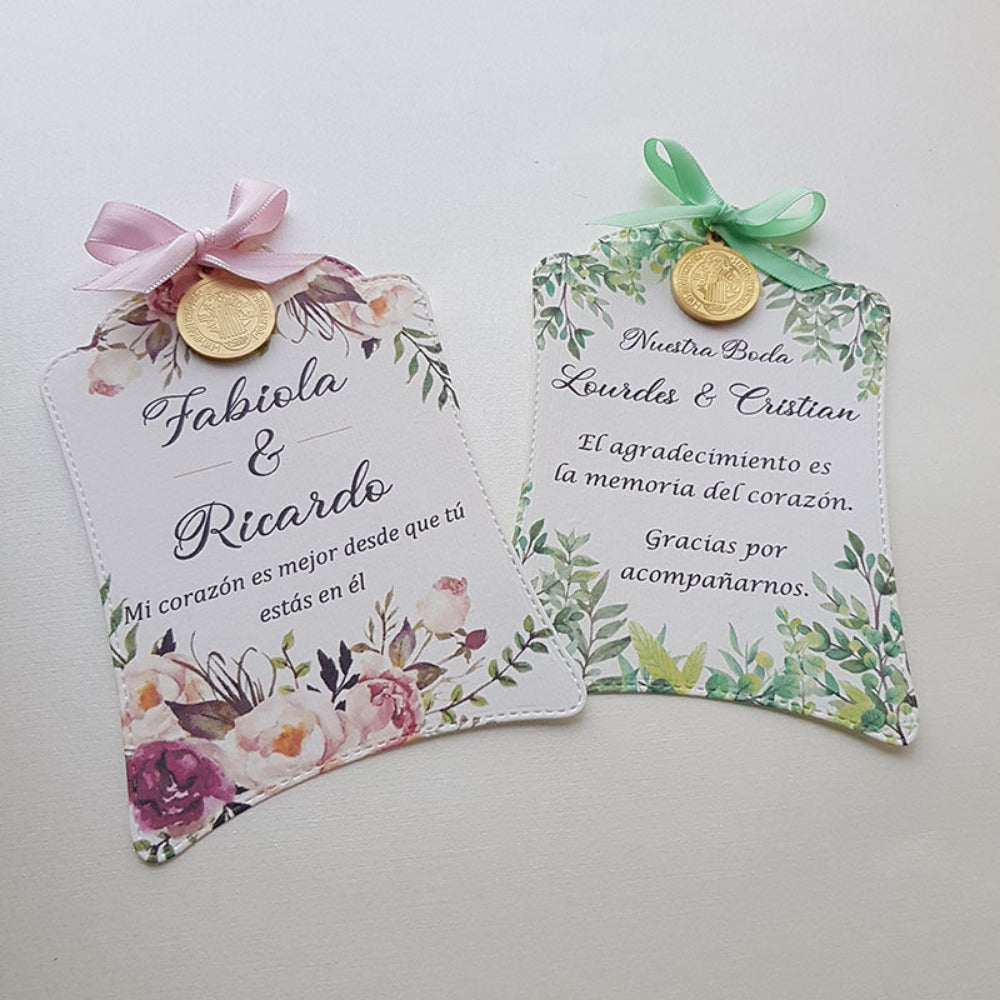 Fabiola
&
Ricardo
Mi corazón es mejor desde que tú
estás en él
Nuestra Boda
Lourdes & Cristian
El agradecimiento es
la memoria del corazón.
Gracias por
acompañarnos.